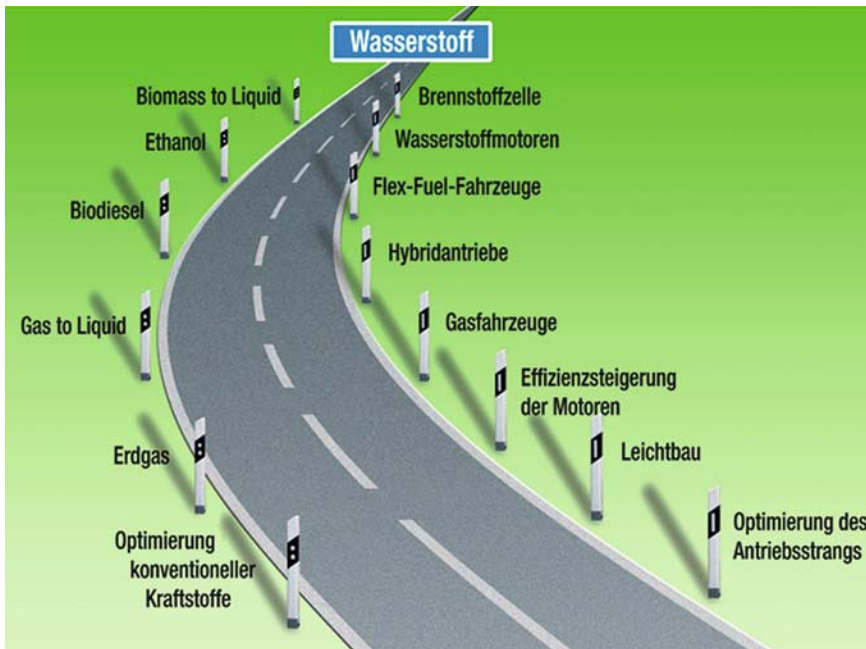 Wasserstoff
Biomass to Liquid
Brennstoffzelle
Ethanol
Wasserstoffmotoren
Biodiesel
Flex-Fuel-Fahrzeuge
Hybridantriebe
Gas to Liquid
Gasfahrzeuge
Effizienzsteigerung
der Motoren
Erdgas
Leichtbau
Optimierung
konventioneller
Kraftstoffe
Optimierung des
Antriebsstrangs